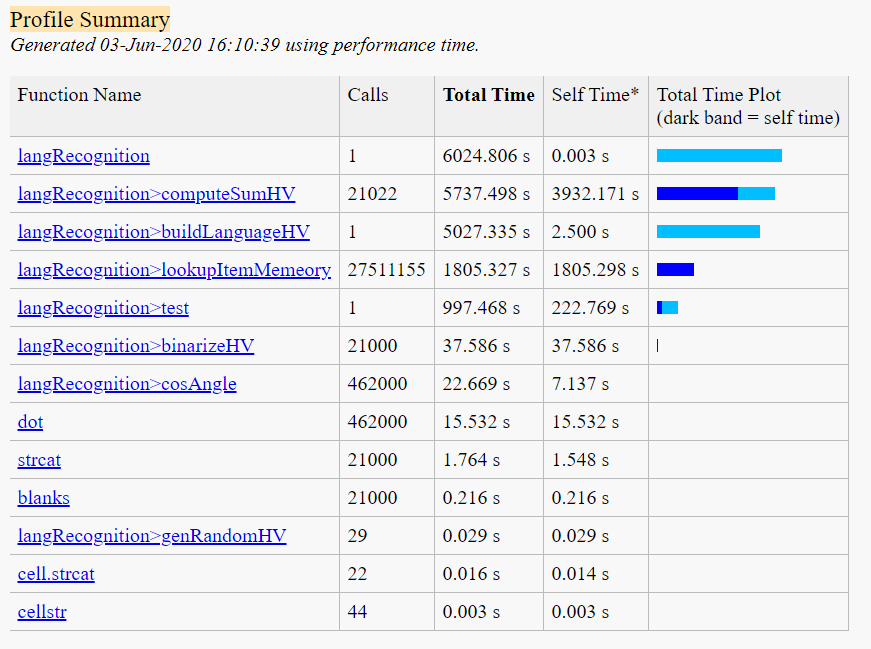 Profile Summary
Generated 03-Jun-2020 16:10:39 using performance time.
Function Name Calls Total Time Self Time* Total Time Plot
(dark band = self time)
langRecognition 1 6024.806 s 0.003 s
langRecognition>computeSumHV 21022 5737.498 s 3932.171 s
langRecognition>buildLanguageHV 1 5027.335 s 2.500 s
langRecognition>lookupItemMemeory 27511155 1805.327 s 1805.298 s
langRecognition>test 1 997.468 s 222.769 s
langRecognition>binarizeHV 21000 37.586 s 37.586 s
langRecognition>cosAngle 462000 22.669 s 7.137 s
dot 462000 15.532 s 15.532 s
strcat 21000 1.764 s 1.548 s
blanks 21000 0.216 s 0.216 s
langRecognition>genRandomHV 29 0.029 s 0.029 s
cell.strcat 22 0.016 s 0.014 s
cellstr 44 0.003 s 0.003 s